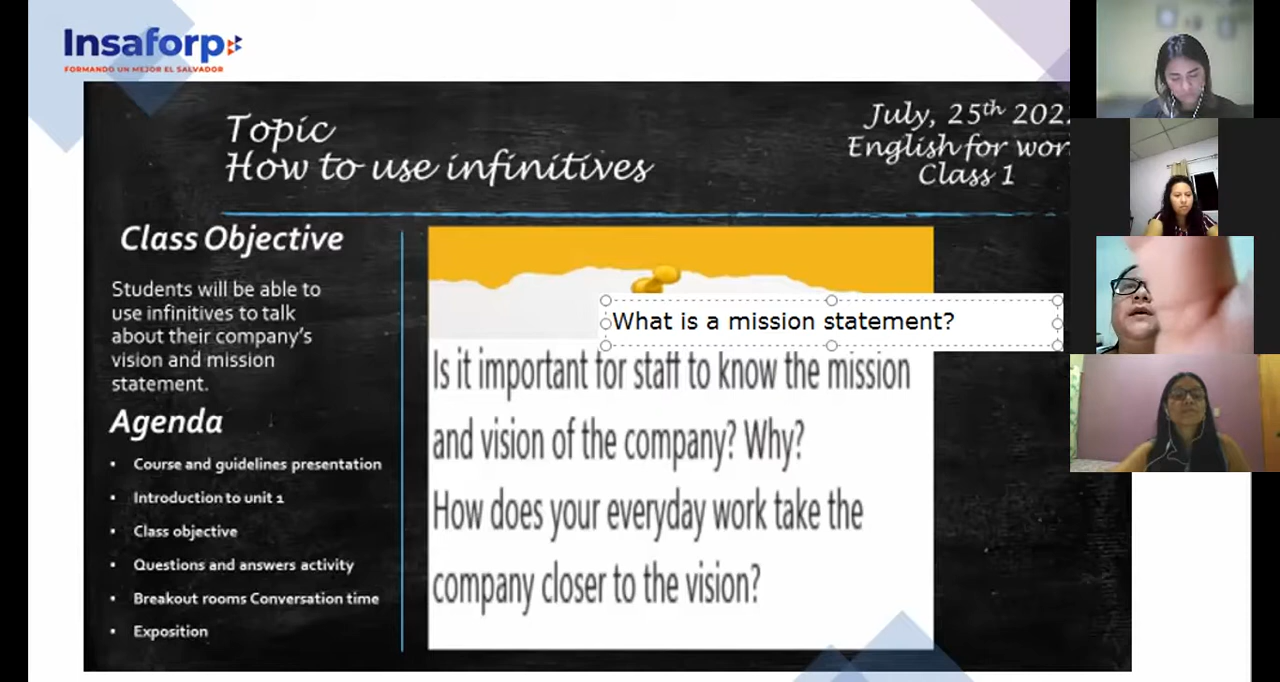 Insaforp
FORMANDO UN MEJOR EL SALVADOR
Topic
How to use infinitives
July, 25th 202
English for wor
Class 1
Class Objective
Students will be able to
use infinitives to talk
about their company's
vision and mission
statement.
Agenda
• Course and guidelines presentation
• Introduction to unit 1
• Class objective
• Questions and answers activity
• Breakout rooms Conversation time
• Exposition
What is a mission statement?
Is it important for staff to know the mission
and vision of the company? Why?
How does your everyday work take the
company closer to the vision?